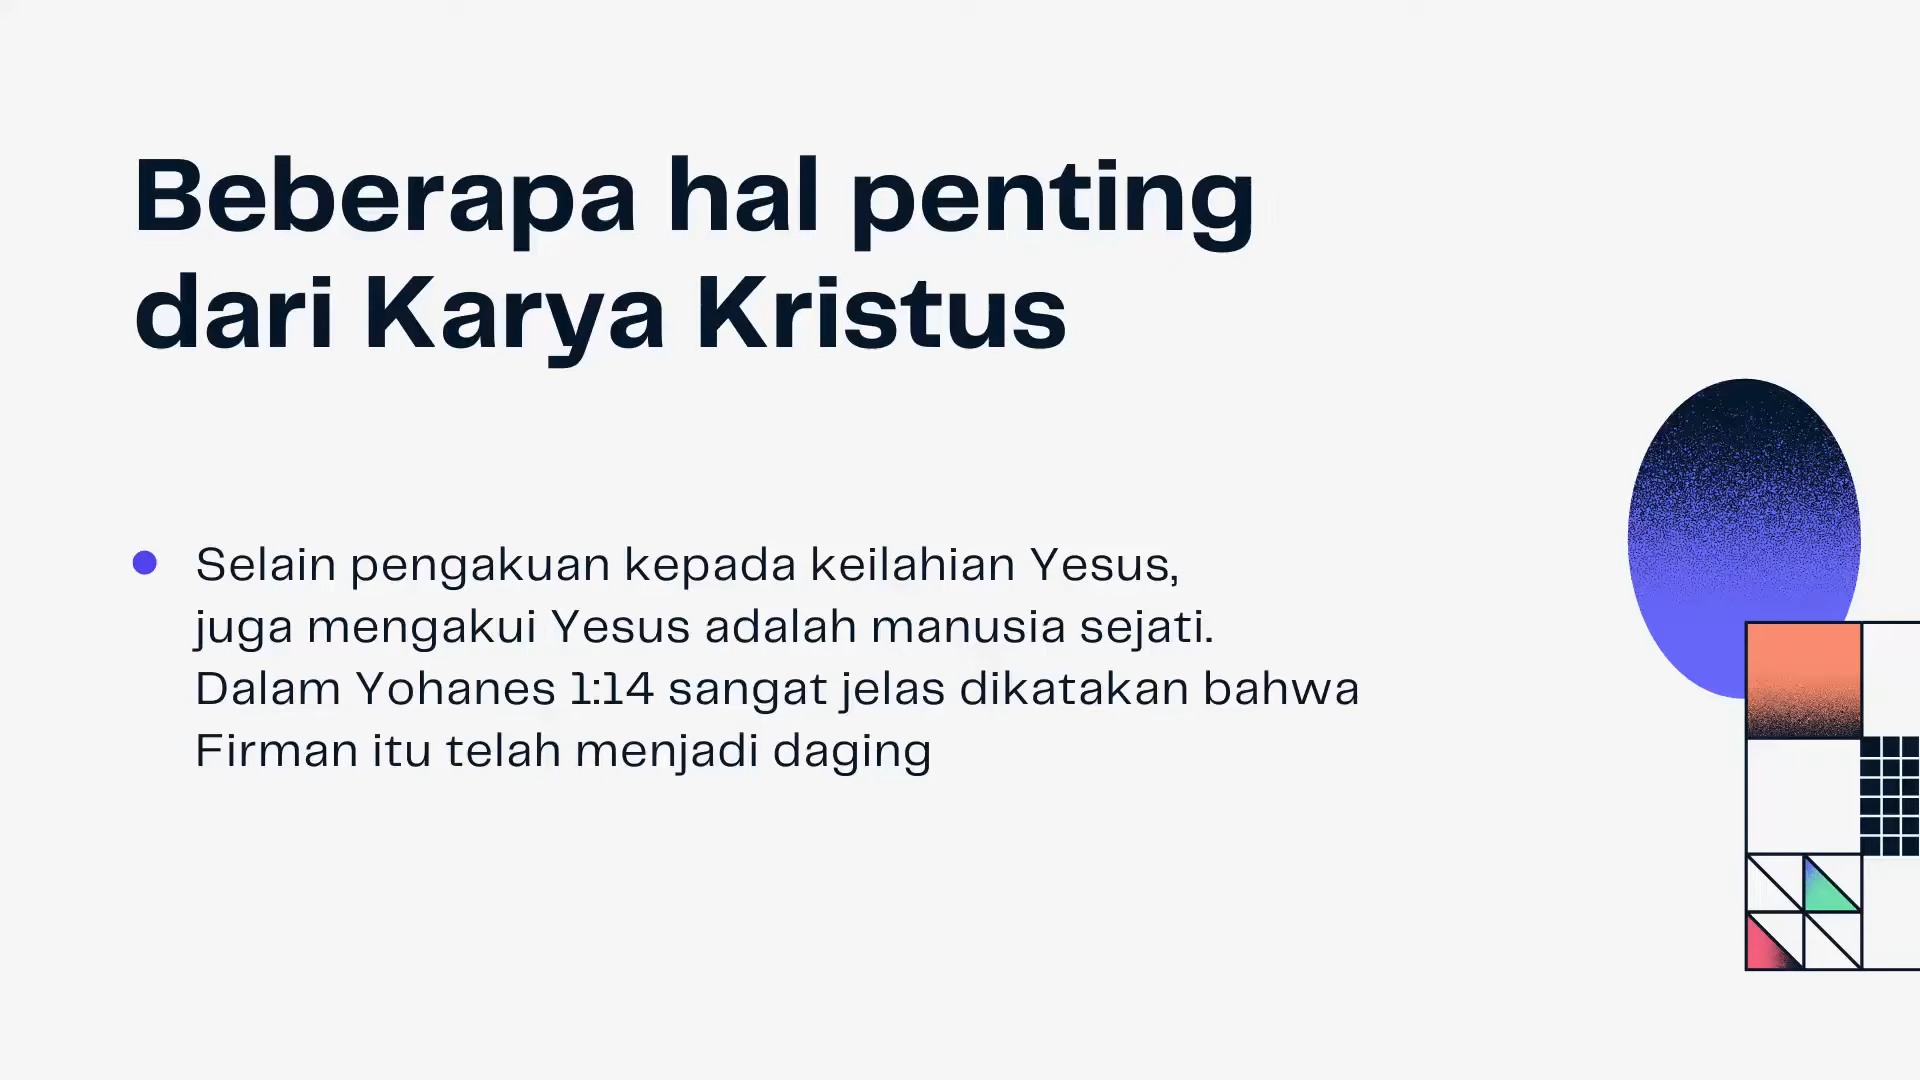 Beberapa hal penting
dari Karya Kristus
Selain pengakuan kepada keilahian Yesus,
juga mengakui Yesus adalah manusia sejati.
Dalam Yohanes 1:14 sangat jelas dikatakan bahwa
Firman itu telah menjadi daging